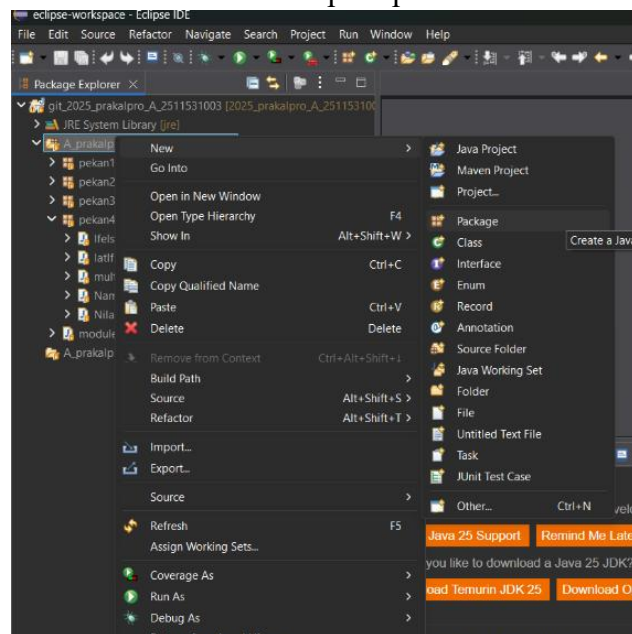 eclipse-workspace - Eclipse IDE
File Edit Source Refactor Navigate Search Project Run Window Help
Package Explorer
git_2025_prakalpro_A_2511531003 [2025_prakalpro_A_25115310
JRE System Library [jre]
A_prakalp
pekan1
pekan2
pekan3
pekan4
Ifels
latIf
mul
Nam
Nila
module
A_prakalp
New
Go Into
Open in New Window
Open Type Hierarchy F4
Show In Alt+Shift+W >
Copy Ctrl+C
Copy Qualified Name
Paste Ctrl+V
Delete Delete
Remove from Context Ctrl+Alt+Shift+↓
Build Path
Source Alt+Shift+S >
Refactor Alt+Shift+T >
Import...
Export...
Source
Refresh F5
Assign Working Sets...
Coverage As
Run As
Debug As
Java Project
Maven Project
Project...
Package
Class
Interface
Enum
Record
Annotation
Source Folder
Java Working Set
Folder
File
Untitled Text File
Task
JUnit Test Case
Other... Ctrl+N
Create a Java
Java 25 Support Remind Me Late
you like to download a Java 25 JDK?
oad Temurin JDK 25 Download O